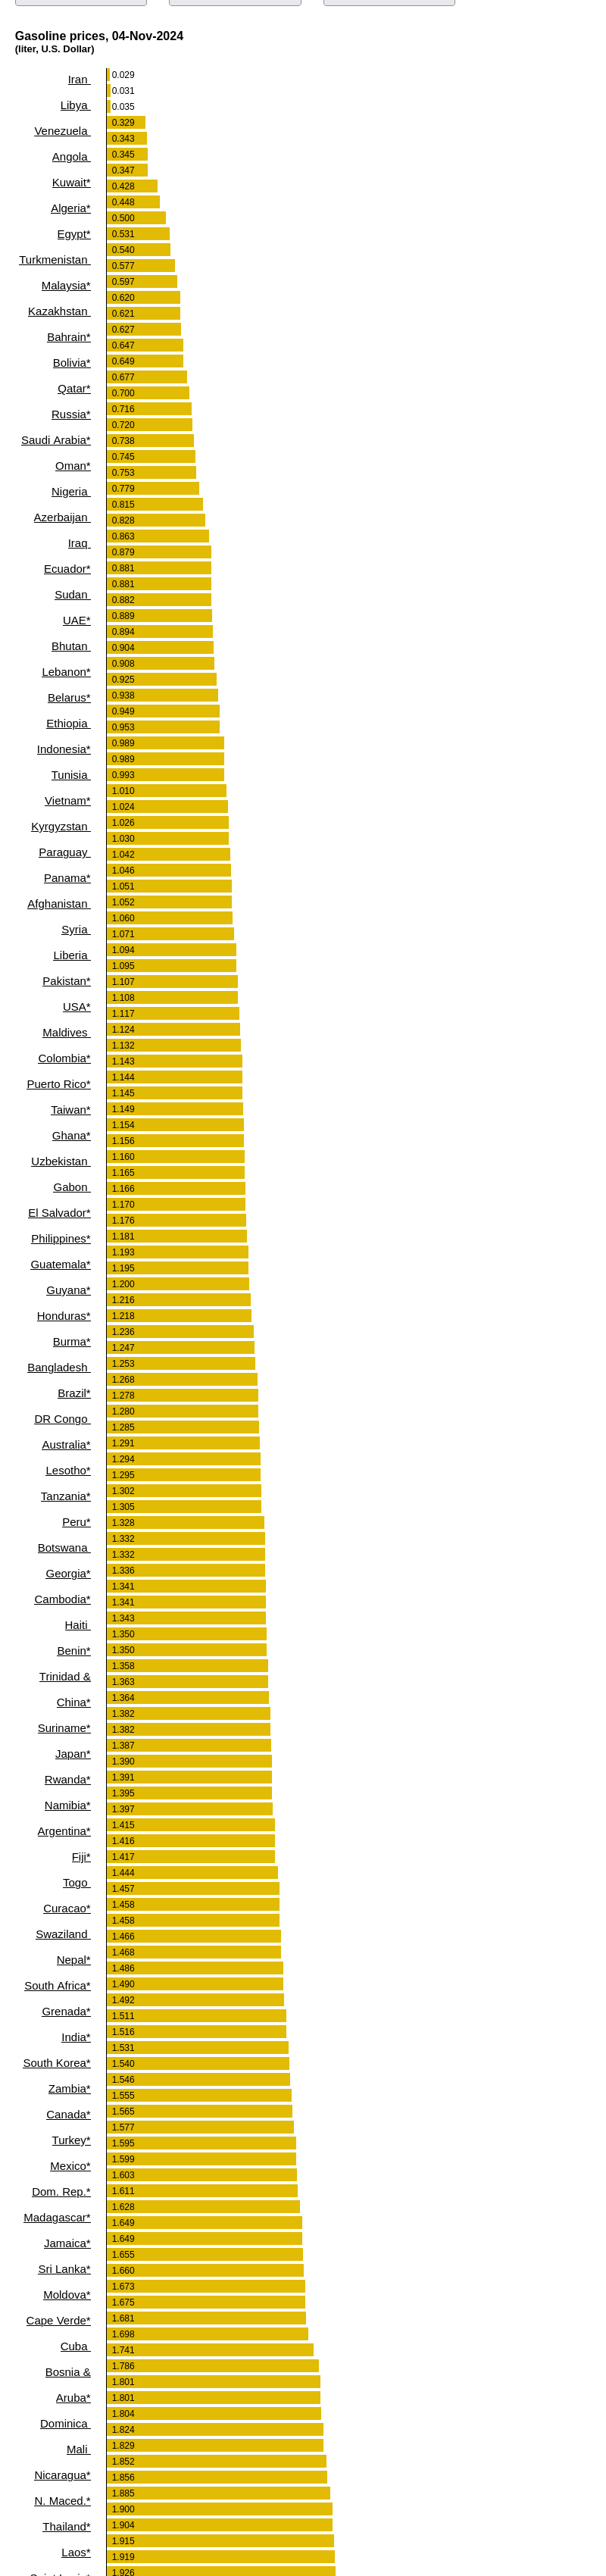 Gasoline prices, 04-Nov-2024
(liter, U.S. Dollar)
Iran
Libya
Venezuela
Angola
Kuwait*
Algeria*
Egypt*
Turkmenistan
Malaysia*
Kazakhstan
Bahrain*
Bolivia*
Qatar*
Russia*
Saudi Arabia*
Oman*
Nigeria
Azerbaijan
Iraq
Ecuador*
Sudan
UAE*
Bhutan
Lebanon*
Belarus*
Ethiopia
Indonesia*
Tunisia
Vietnam*
Kyrgyzstan
Paraguay
Panama*
Afghanistan
Syria
Liberia
Pakistan*
USA*
Maldives
Colombia*
Puerto Rico*
Taiwan*
Ghana*
Uzbekistan
Gabon
El Salvador*
Philippines*
Guatemala*
Guyana*
Honduras*
Burma*
Bangladesh
Brazil*
DR Congo
Australia*
Lesotho*
Tanzania*
Peru*
Botswana
Georgia*
Cambodia*
Haiti
Benin*
Trinidad &
China*
Suriname*
Japan*
Rwanda*
Namibia*
Argentina*
Fiji*
Togo
Curacao*
Swaziland
Nepal*
South Africa*
Grenada*
India*
South Korea*
Zambia*
Canada*
Turkey*
Mexico*
Dom. Rep.*
Madagascar*
Jamaica*
Sri Lanka*
Moldova*
Cape Verde*
Cuba
Bosnia &
Aruba*
Dominica
Mali
Nicaragua*
N. Maced.*
Thailand*
Laos*
0.029
0.031
0.035
0.329
0.343
0.345
0.347
0.428
0.448
0.500
0.531
0.540
0.577
0.597
0.620
0.621
0.627
0.647
0.649
0.677
0.700
0.716
0.720
0.738
0.745
0.753
0.779
0.815
0.828
0.863
0.879
0.881
0.881
0.882
0.889
0.894
0.904
0.908
0.925
0.938
0.949
0.953
0.989
0.989
0.993
1.010
1.024
1.026
1.030
1.042
1.046
1.051
1.052
1.060
1.071
1.094
1.095
1.107
1.108
1.117
1.124
1.132
1.143
1.144
1.145
1.149
1.154
1.156
1.160
1.165
1.166
1.170
1.176
1.181
1.193
1.195
1.200
1.216
1.218
1.236
1.247
1.253
1.268
1.278
1.280
1.285
1.291
1.294
1.295
1.302
1.305
1.328
1.332
1.332
1.336
1.341
1.341
1.343
1.350
1.350
1.358
1.363
1.364
1.382
1.382
1.387
1.390
1.391
1.395
1.397
1.415
1.416
1.417
1.444
1.457
1.458
1.458
1.466
1.468
1.486
1.490
1.492
1.511
1.516
1.531
1.540
1.546
1.555
1.565
1.577
1.595
1.599
1.603
1.611
1.628
1.649
1.649
1.655
1.660
1.673
1.675
1.681
1.698
1.741
1.786
1.801
1.801
1.804
1.824
1.829
1.852
1.856
1.885
1.900
1.904
1.915
1.919
1.926